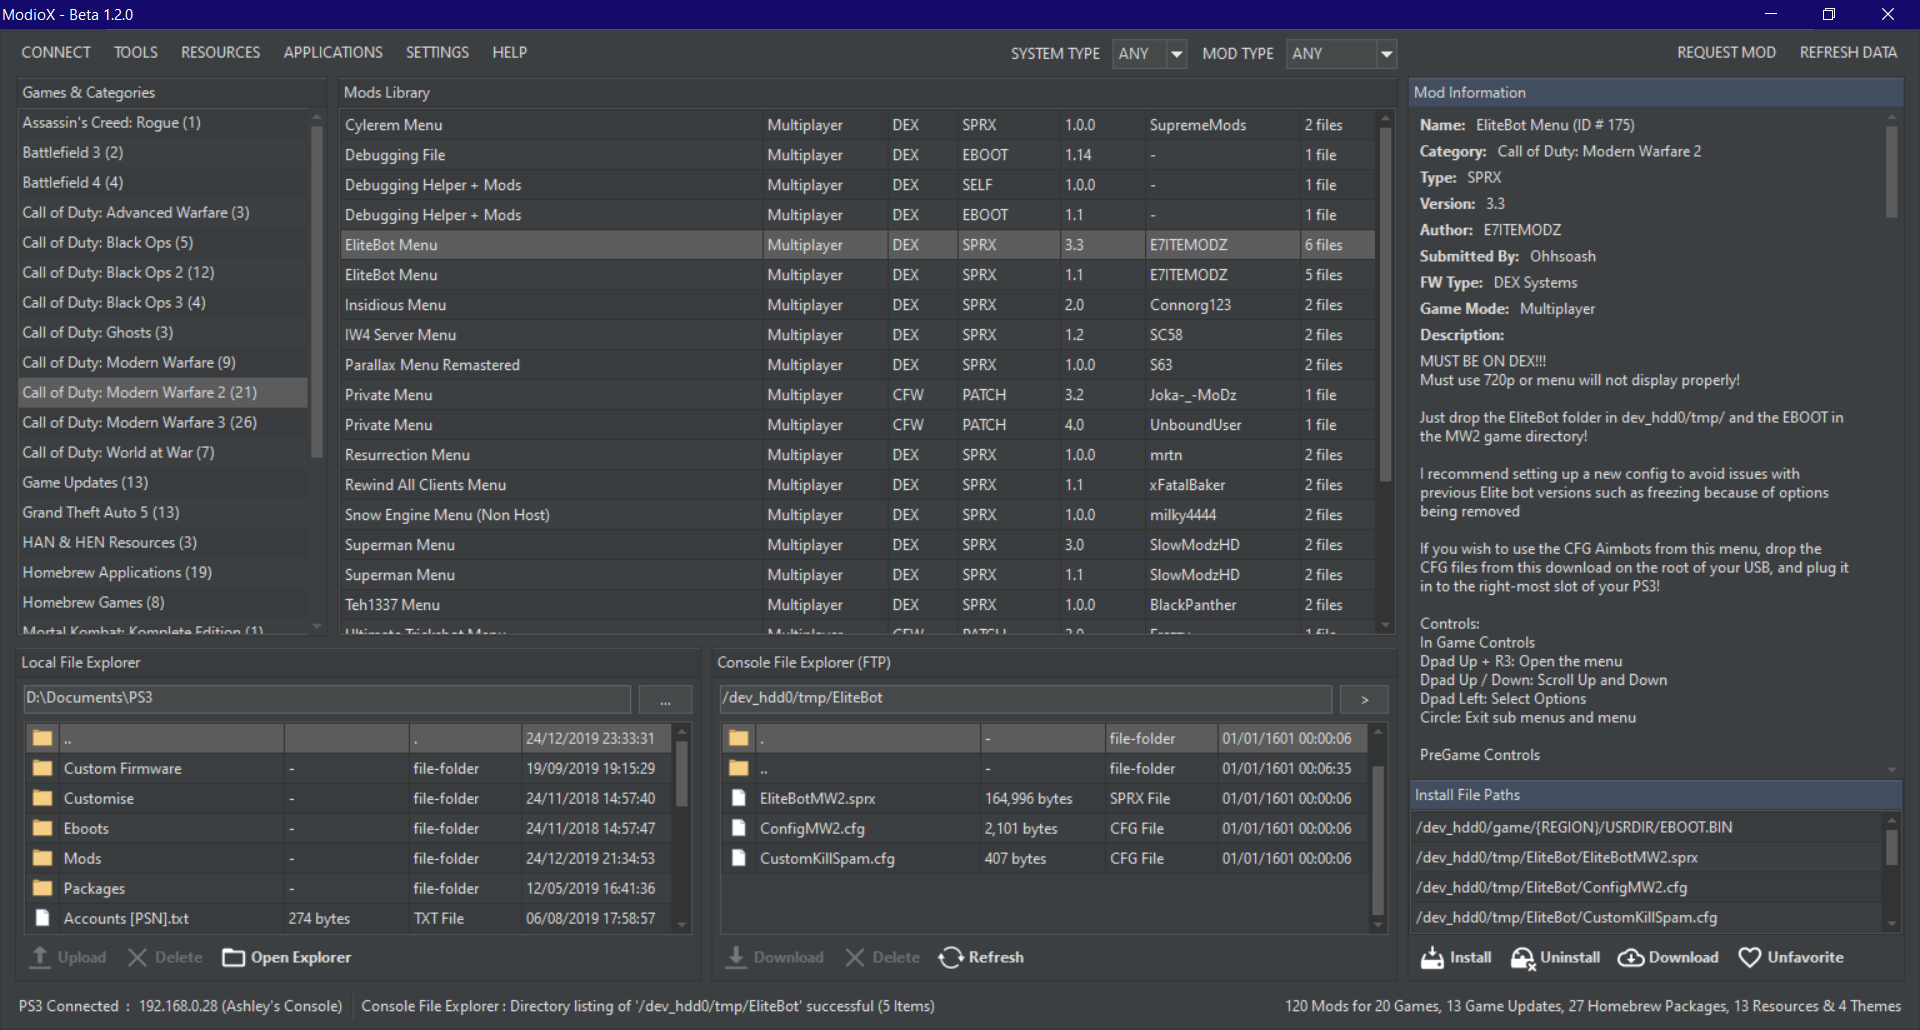 ModioX - Beta 1.2.0
CONNECT TOOLS RESOURCES APPLICATIONS SETTINGS HELP SYSTEM TYPE ANY MOD TYPE ANY REQUEST MOD REFRESH DATA
Games & Categories
Assassin's Creed: Rogue (1)
Battlefield 3 (2)
Battlefield 4 (4)
Call of Duty: Advanced Warfare (3)
Call of Duty: Black Ops (5)
Call of Duty: Black Ops 2 (12)
Call of Duty: Black Ops 3 (4)
Call of Duty: Ghosts (3)
Call of Duty: Modern Warfare (9)
Call of Duty: Modern Warfare 2 (21)
Call of Duty: Modern Warfare 3 (26)
Call of Duty: World at War (7)
Game Updates (13)
Grand Theft Auto 5 (13)
HAN & HEN Resources (3)
Homebrew Applications (19)
Homebrew Games (8)
Mortal Kombat: Komplete Edition (1)
Mods Library
Cylerem Menu Multiplayer DEX SPRX 1.0.0 SupremeMods 2 files
Debugging File Multiplayer DEX EBOOT 1.14 - 1 file
Debugging Helper + Mods Multiplayer DEX SELF 1.0.0 - 1 file
Debugging Helper + Mods Multiplayer DEX EBOOT 1.1 - 1 file
EliteBot Menu Multiplayer DEX SPRX 3.3 E7ITEMODZ 6 files
EliteBot Menu Multiplayer DEX SPRX 1.1 E7ITEMODZ 5 files
Insidious Menu Multiplayer DEX SPRX 2.0 Connorg123 2 files
IW4 Server Menu Multiplayer DEX SPRX 1.2 SC58 2 files
Parallax Menu Remastered Multiplayer DEX SPRX 1.0.0 S63 2 files
Private Menu Multiplayer CFW PATCH 3.2 Joka-_-MoDz 1 file
Private Menu Multiplayer CFW PATCH 4.0 UnboundUser 1 file
Resurrection Menu Multiplayer DEX SPRX 1.0.0 mrtn 2 files
Rewind All Clients Menu Multiplayer DEX SPRX 1.1 xFatalBaker 2 files
Snow Engine Menu (Non Host) Multiplayer DEX SPRX 1.0.0 milky4444 2 files
Superman Menu Multiplayer DEX SPRX 3.0 SlowModzHD 2 files
Superman Menu Multiplayer DEX SPRX 1.1 SlowModzHD 2 files
Teh1337 Menu Multiplayer DEX SPRX 1.0.0 BlackPanther 2 files
Ultimate Trickshot Menu Multiplayer CFW PATCH 1 file
Mod Information
Name: EliteBot Menu (ID # 175)
Category: Call of Duty: Modern Warfare 2
Type: SPRX
Version: 3.3
Author: E7ITEMODZ
Submitted By: Ohhsoash
FW Type: DEX Systems
Game Mode: Multiplayer
Description:
MUST BE ON DEX!!!
Must use 720p or menu will not display properly!
Just drop the EliteBot folder in dev_hdd0/tmp/ and the EBOOT in
the MW2 game directory!
I recommend setting up a new config to avoid issues with
previous Elite bot versions such as freezing because of options
being removed
If you wish to use the CFG Aimbots from this menu, drop the
CFG files from this download on the root of your USB, and plug it
in to the right-most slot of your PS3!
Controls:
In Game Controls
Dpad Up + R3: Open the menu
Dpad Up / Down: Scroll Up and Down
Dpad Left: Select Options
Circle: Exit sub menus and menu
PreGame Controls
Local File Explorer
D:\Documents\PS3 ...
.. . 24/12/2019 23:33:31
Custom Firmware - file-folder 19/09/2019 19:15:29
Customise - file-folder 24/11/2018 14:57:40
Eboots - file-folder 24/11/2018 14:57:47
Mods - file-folder 24/12/2019 21:34:53
Packages - file-folder 12/05/2019 16:41:36
Accounts [PSN].txt 274 bytes TXT File 06/08/2019 17:58:57
Upload Delete Open Explorer
Console File Explorer (FTP)
/dev_hdd0/tmp/EliteBot >
. - file-folder 01/01/1601 00:00:06
.. - file-folder 01/01/1601 00:06:35
EliteBotMW2.sprx 164,996 bytes SPRX File 01/01/1601 00:00:06
ConfigMW2.cfg 2,101 bytes CFG File 01/01/1601 00:00:06
CustomKillSpam.cfg 407 bytes CFG File 01/01/1601 00:00:06
Download Delete Refresh
Install File Paths
/dev_hdd0/game/{REGION}/USRDIR/EBOOT.BIN
/dev_hdd0/tmp/EliteBot/EliteBotMW2.sprx
/dev_hdd0/tmp/EliteBot/ConfigMW2.cfg
/dev_hdd0/tmp/EliteBot/CustomKillSpam.cfg
Install Uninstall Download Unfavorite
PS3 Connected : 192.168.0.28 (Ashley's Console) Console File Explorer : Directory listing of '/dev_hdd0/tmp/EliteBot' successful (5 Items) 120 Mods for 20 Games, 13 Game Updates, 27 Homebrew Packages, 13 Resources & 4 Themes